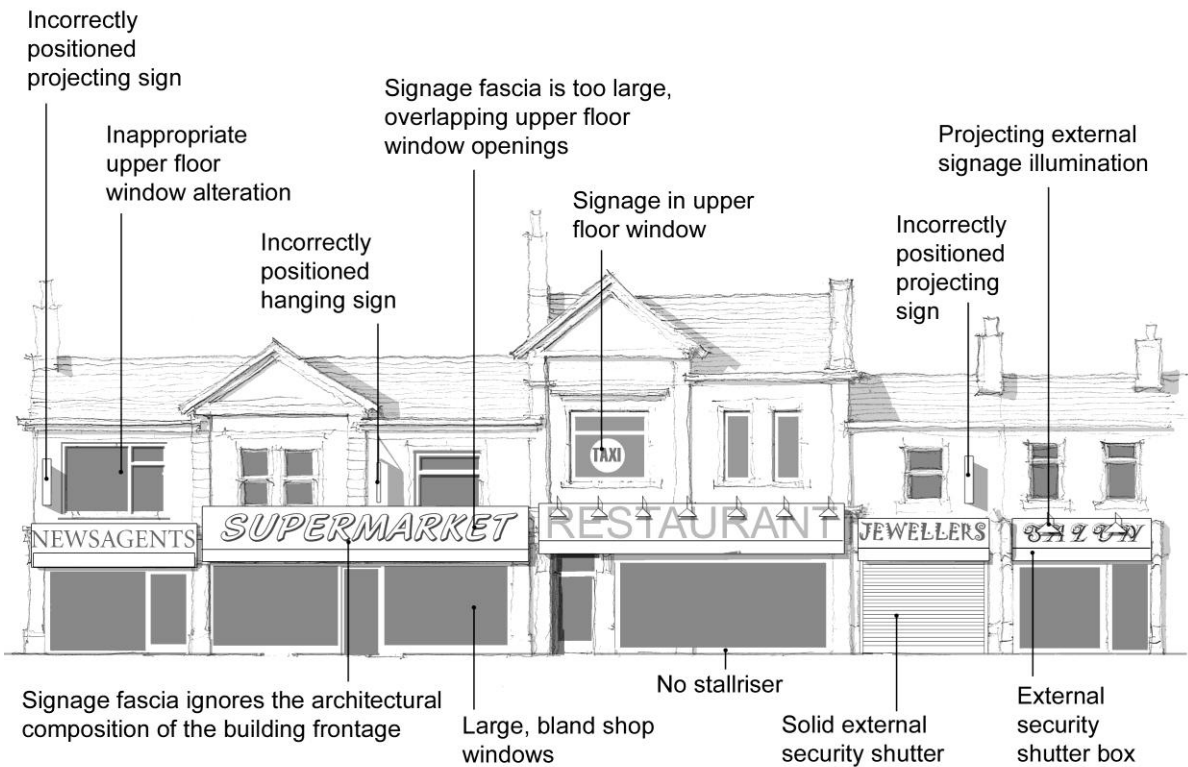 Incorrectly
positioned
projecting sign
Inappropriate
upper floor
window alteration
Incorrectly
positioned
hanging sign
Signage fascia is too large,
overlapping upper floor
window openings
Signage in upper
floor window
Incorrectly
positioned
projecting
sign
Projecting external
signage illumination
TAXI
NEWSAGENTS
SUPERMARKET
RESTAURANT
JEWELLERS
SALON
Signage fascia ignores the architectural
composition of the building frontage
Large, bland shop
windows
No stallriser
Solid external
security shutter
External
security
shutter box